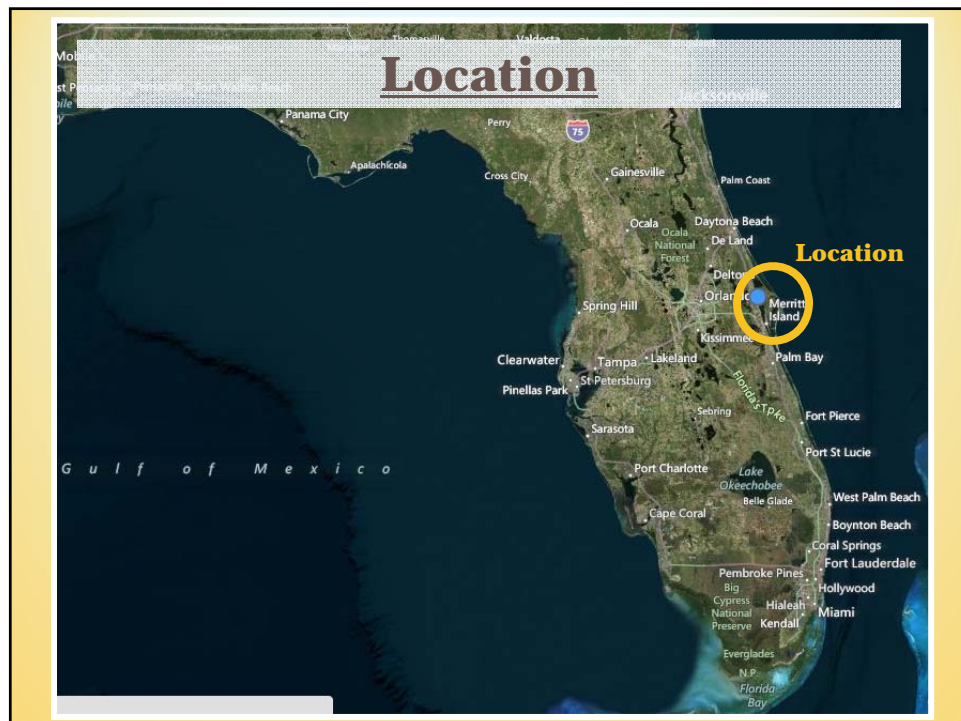 Location
Valdosta
Panama City
Perry
75
Apalachicola
Cross City
Gainesville
Palm Coast
Ocala
Daytona Beach
Ocala
National
Forest
De Land
Location
Deltona
Orlando
Merritt
Island
Spring Hill
Kissimmee
Palm Bay
Clearwater
Tampa
Lakeland
Pinellas Park
St Petersburg
Florida's Tpke
Sebring
Fort Pierce
Sarasota
Port St Lucie
Gulf of Mexico
Port Charlotte
Lake
Okeechobee
Belle Glade
West Palm Beach
Cape Coral
Boynton Beach
Coral Springs
Fort Lauderdale
Pembroke Pines
Hollywood
Big
Cypress
National
Preserve
Hialeah
Miami
Kendall
Everglades
N.P.
Florida
Bay